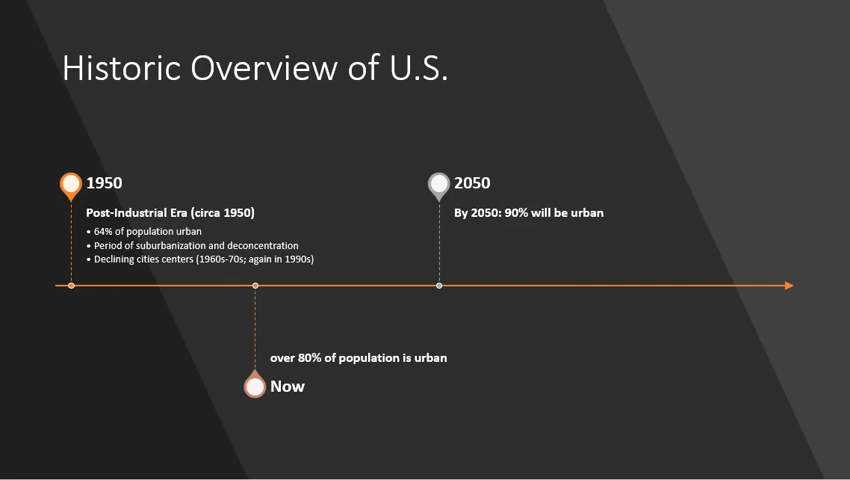 Historic Overview of U.S.
1950
Post-Industrial Era (circa 1950)
• 64% of population urban
• Period of suburbanization and deconcentration
• Declining cities centers (1960s-70s; again in 1990s)
2050
By 2050: 90% will be urban
over 80% of population is urban
Now